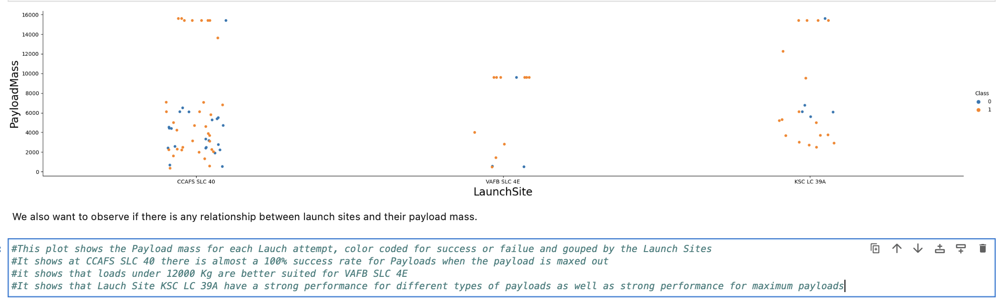 16000
14000
12000
10000
8000
6000
4000
2000
0
PayloadMass
CCAFS SLC 40
VAFB SLC 4E
KSC LC 39A
LaunchSite
Class
0
1
We also want to observe if there is any relationship between launch sites and their payload mass.
#This plot shows the Payload mass for each Lauch attempt, color coded for success or failue and gouped by the Launch Sites
#It shows at CCAFS SLC 40 there is almost a 100% success rate for Payloads when the payload is maxed out
#it shows that loads under 12000 Kg are better suited for VAFB SLC 4E
#It shows that Lauch Site KSC LC 39A have a strong performance for different types of payloads as well as strong performance for maximum payloads